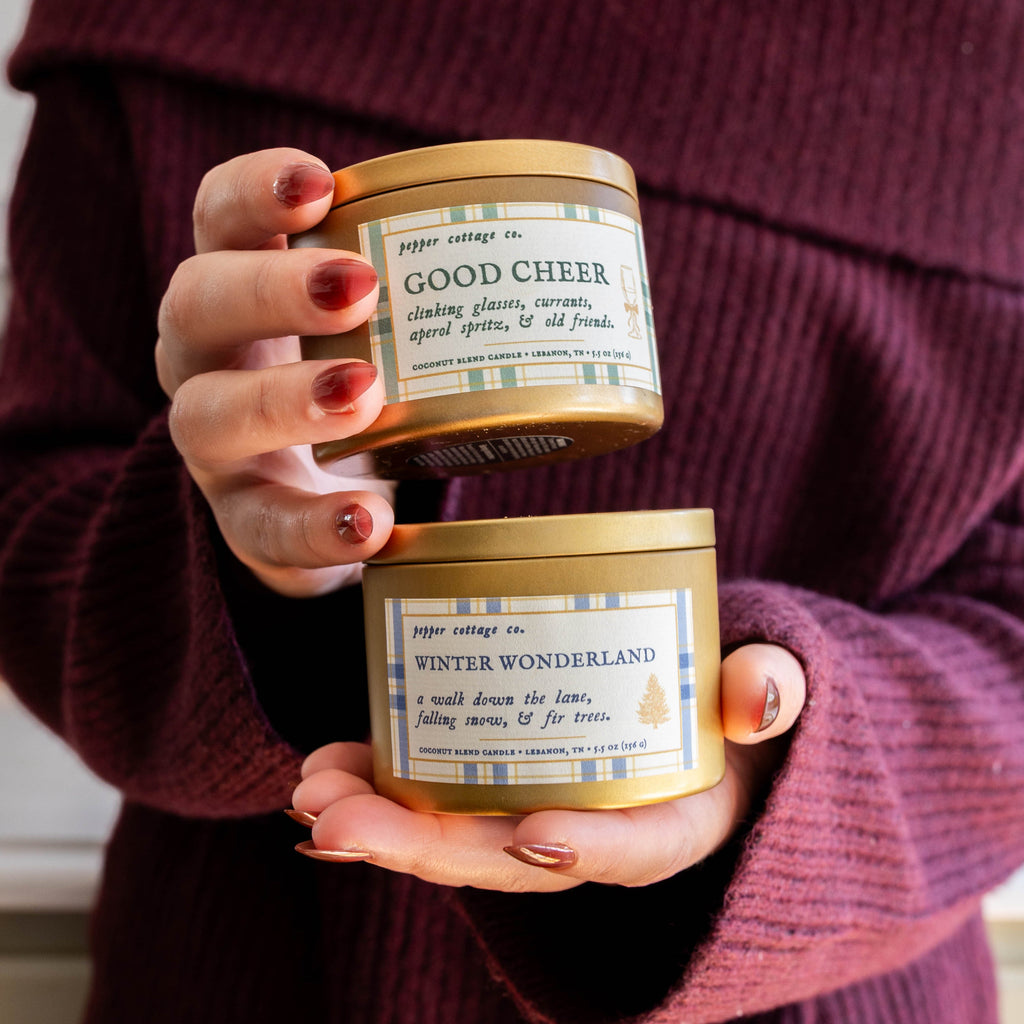 pepper cottage co.
GOOD CHEER
clinking glasses, currants,
aperol spritz, & old friends.
COCONUT BLEND CANDLE • LEBANON, TN • 5.5 OZ (156 G)
pepper cottage co.
WINTER WONDERLAND
a walk down the lane,
falling snow, & fir trees.
COCONUT BLEND CANDLE • LEBANON, TN • 5.5 OZ (156 G)